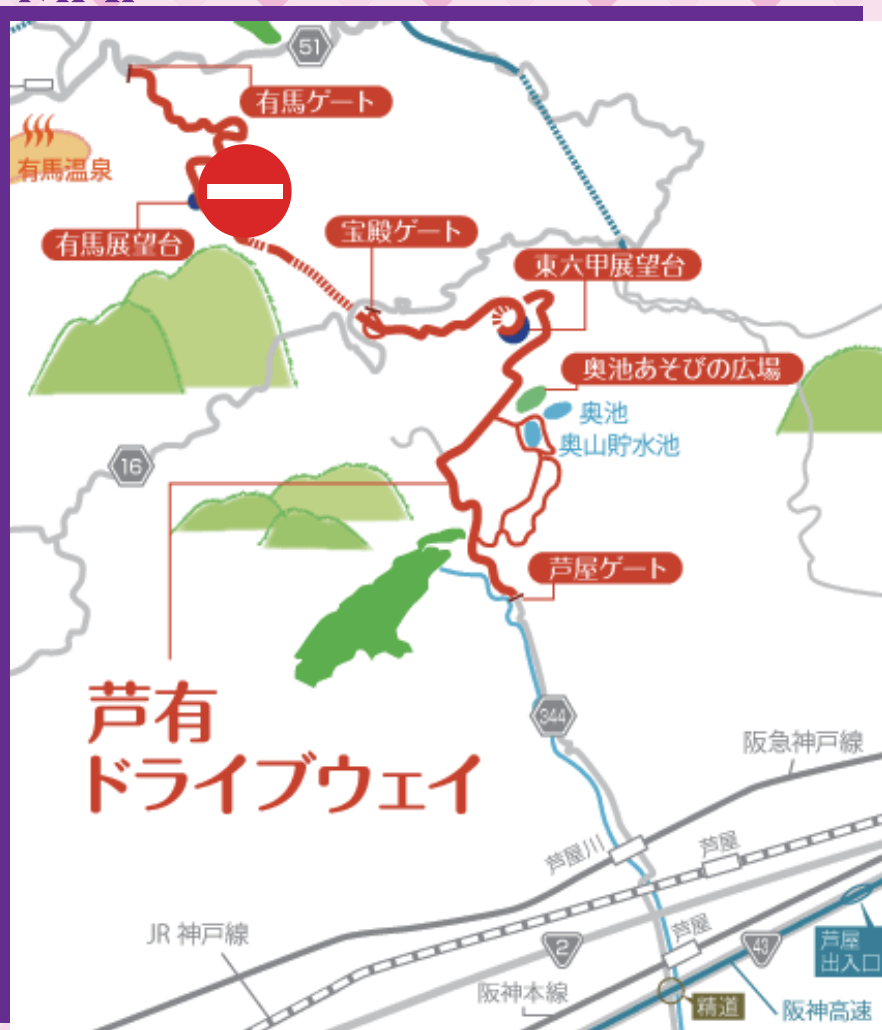 51
有馬ゲート
有馬温泉
宝殿ゲート
有馬展望台
東六甲展望台
奥池あそびの広場
奥池
奥山貯水池
16
芦屋ゲート
芦有
ドライブウェイ
344
阪急神戸線
芦屋川
芦屋
JR 神戸線
芦屋
2
43
芦屋
出入口
阪神本線
精道
阪神高速